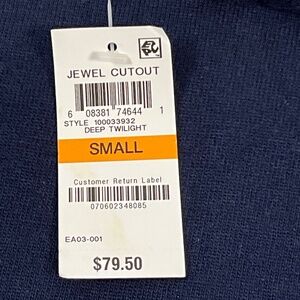 JEWEL CUTOUT
6 08381 74644 1
STYLE 100033932
DEEP TWILIGHT
SMALL
Customer Return Label
070602348085
EA03-001
$79.50